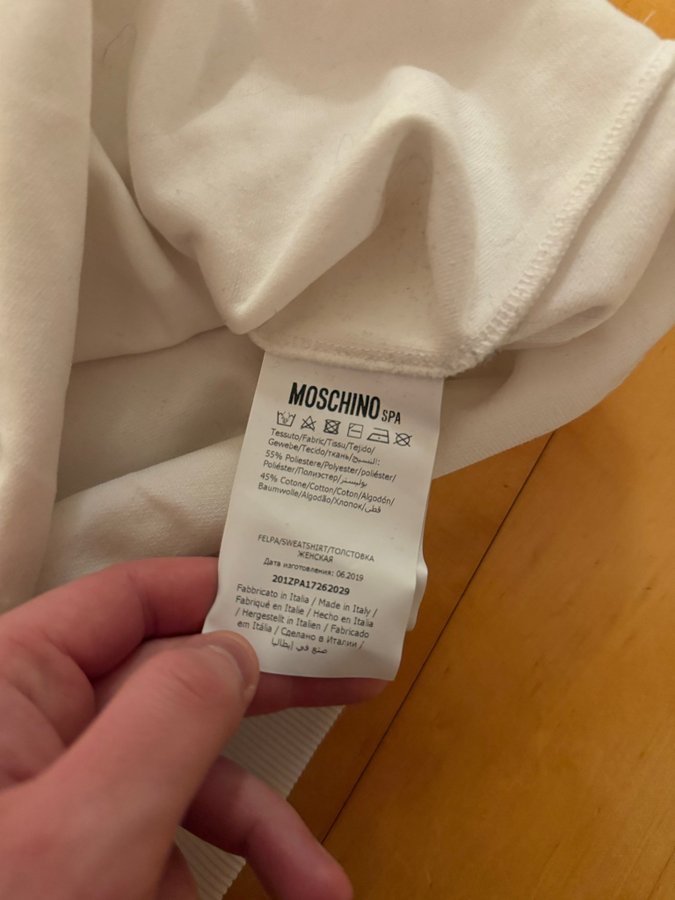 MOSCHINO SPA
Tessuto/Fabric/Tissu/Tejido/
Gewebe/Tecido/ткань/النسيج:
55% Poliestere/Polyester/poliéster/
Poliéster/Полиэстер/بوليستر
45% Cotone/Cotton/Coton/Algodón/
Baumwolle/Algodão/Хлопок/قطن
FELPA/SWEATSHIRT/ТОЛСТОВКА
ЖЕНСКАЯ
Дата изготовления: 06.2019
201ZPA17262029
Fabbricato in Italia / Made in Italy /
Fabriqué en Italie / Hecho en Italia
/ Hergestellt in Italien / Fabricado
em Itália / Сделано в Италии /
صنع في إيطاليا